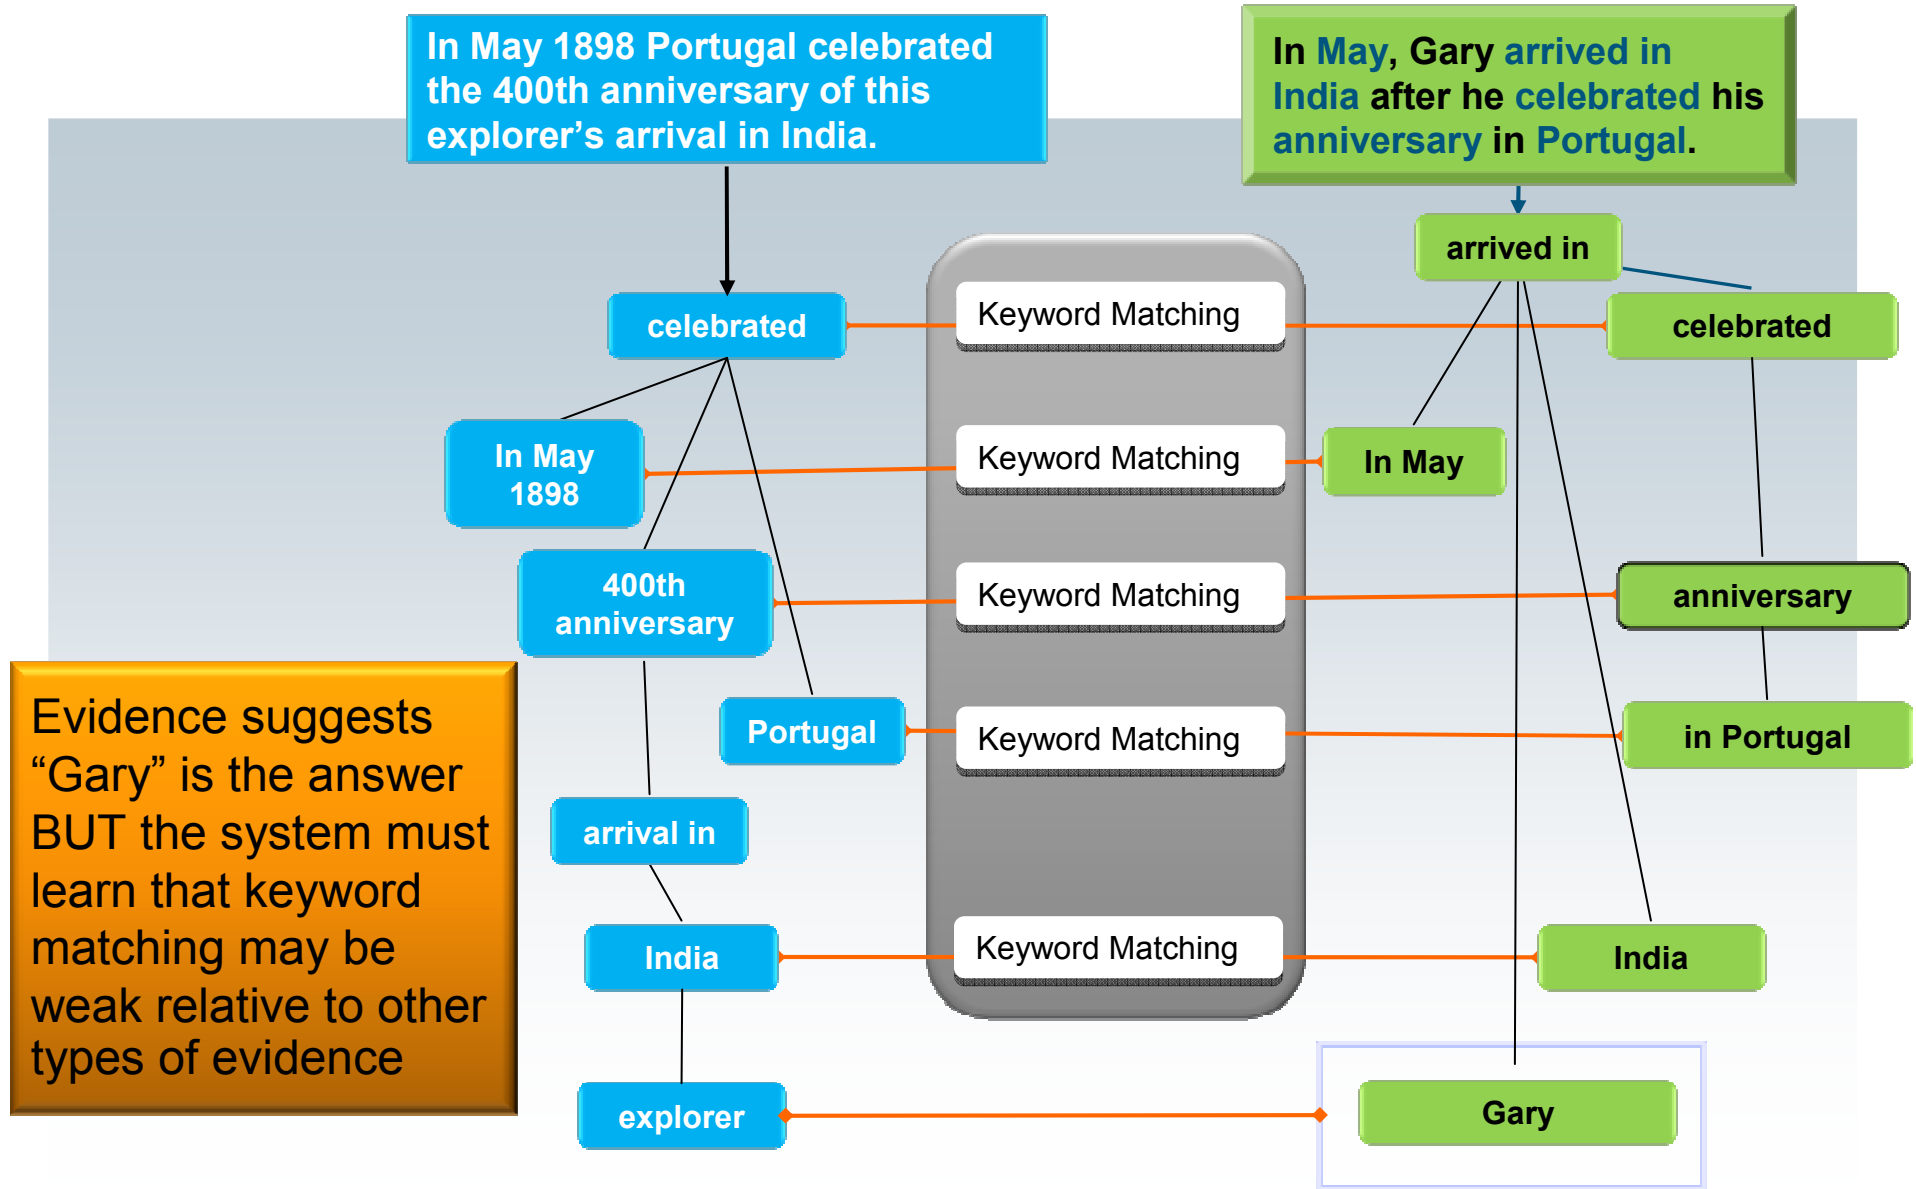 In May 1898 Portugal celebrated
the 400th anniversary of this
explorer’s arrival in India.
In May, Gary arrived in
India after he celebrated his
anniversary in Portugal.
arrived in
celebrated
Keyword Matching
celebrated
In May
1898
Keyword Matching
In May
400th
anniversary
Keyword Matching
anniversary
Portugal
Keyword Matching
in Portugal
arrival in
India
Keyword Matching
India
explorer
Gary
Evidence suggests
“Gary” is the answer
BUT the system must
learn that keyword
matching may be
weak relative to other
types of evidence